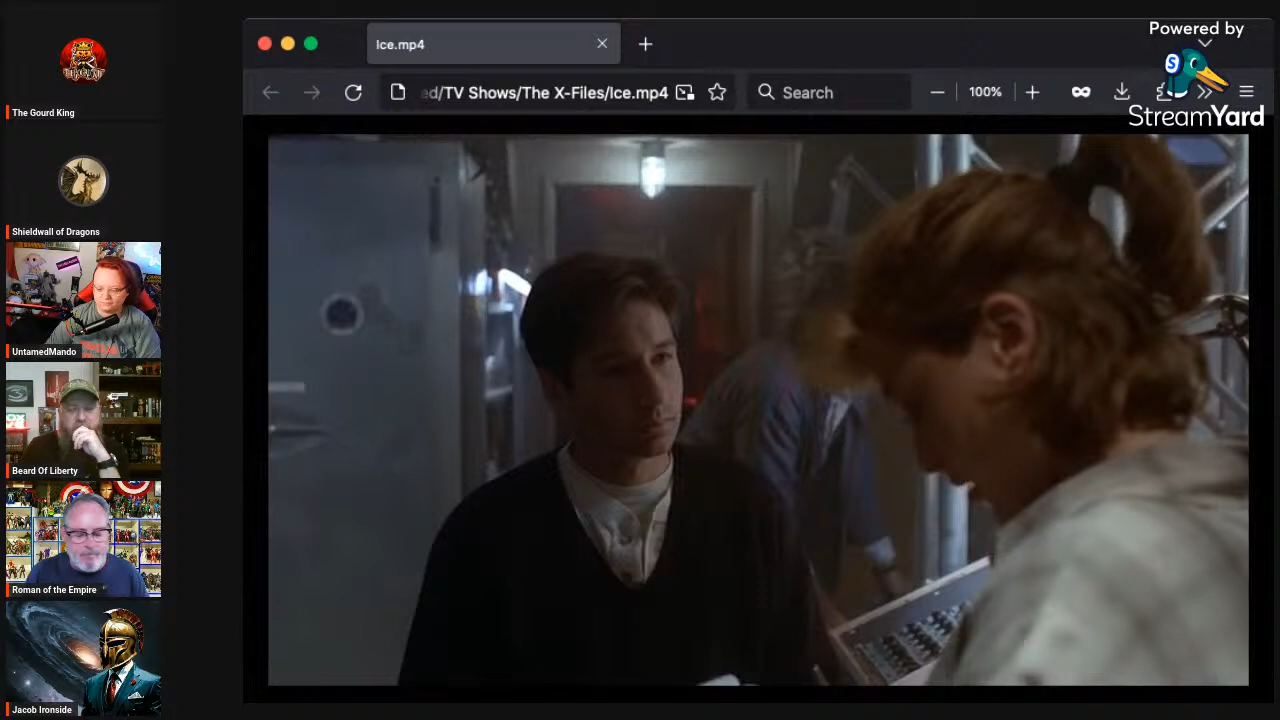 The Gourd King
Shieldwall of Dragons
UntamedMando
Beard Of Liberty
Roman of the Empire
Jacob Ironside
Ice.mp4
ed/TV Shows/The X-Files/Ice.mp4
Search
100%
Powered by
S
StreamYard